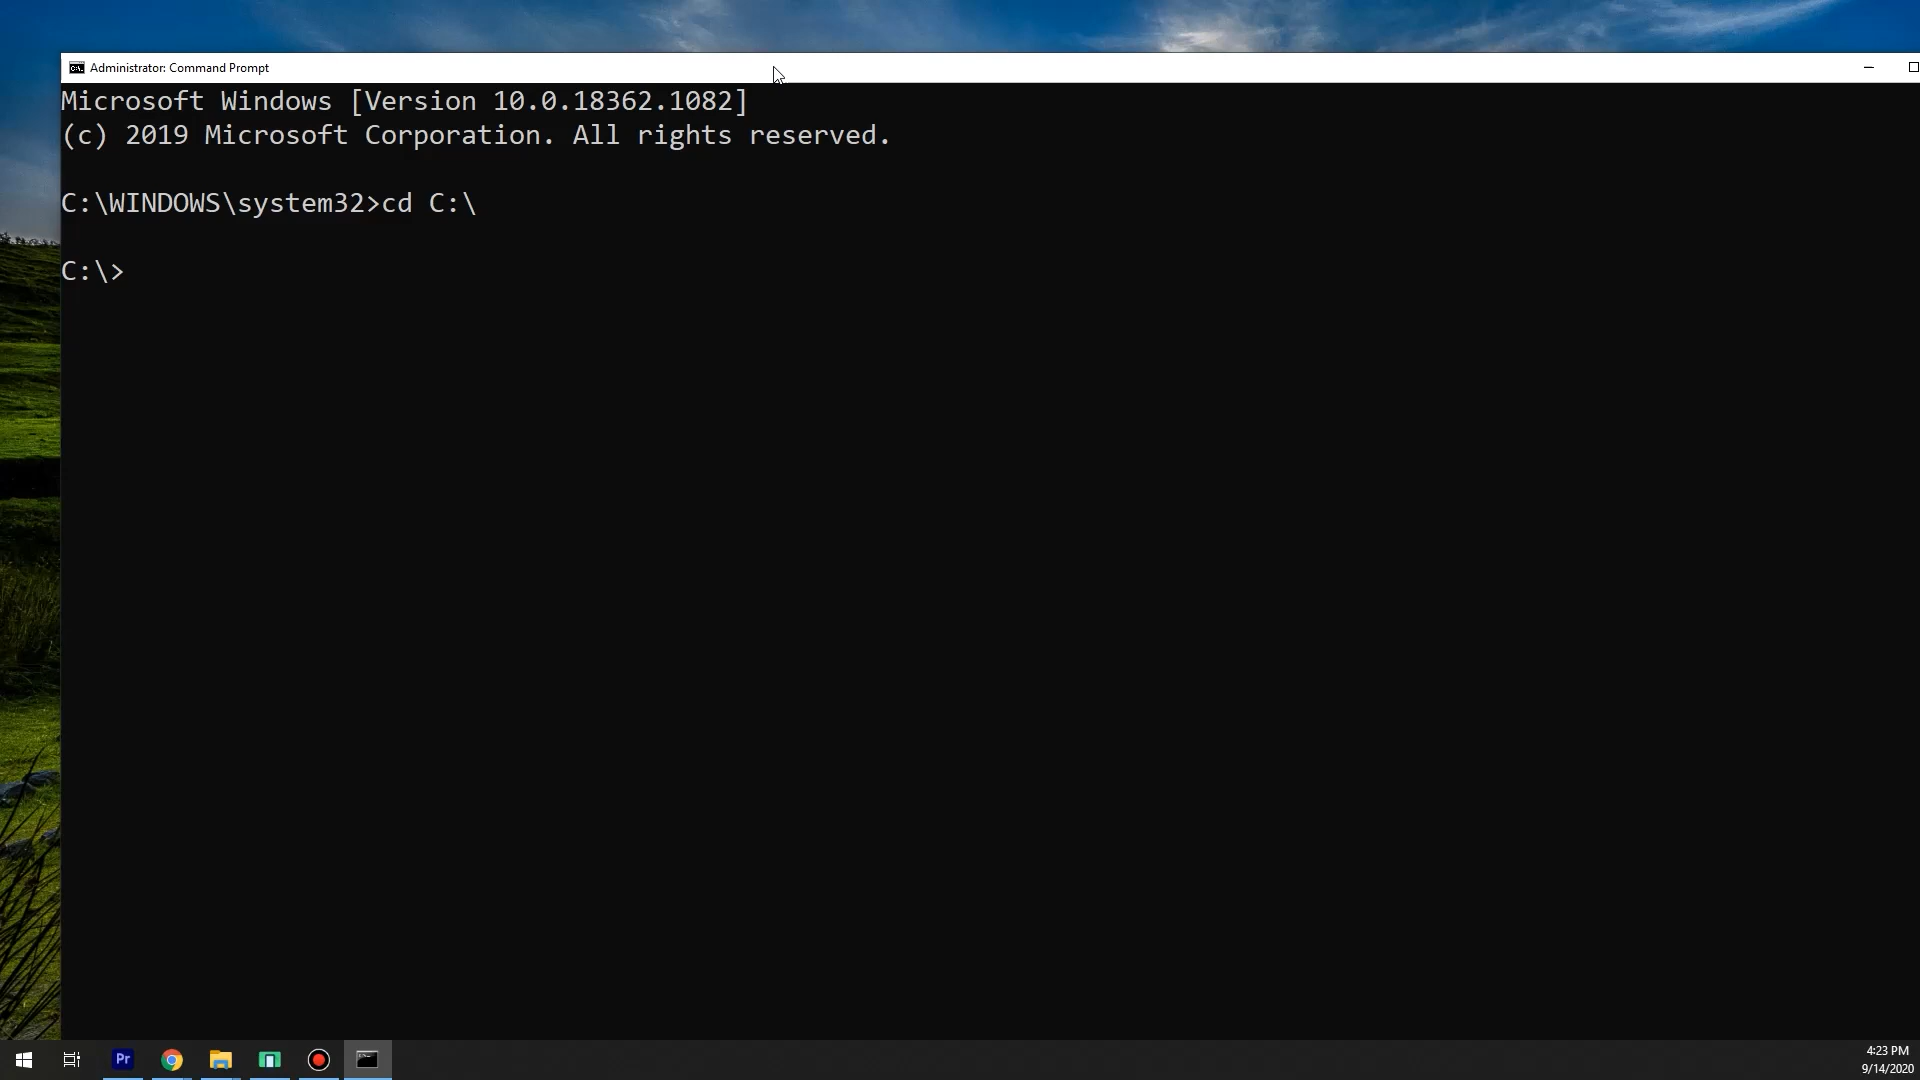 Administrator: Command Prompt
Microsoft Windows [Version 10.0.18362.1082]
(c) 2019 Microsoft Corporation. All rights reserved.
C:\WINDOWS\system32>cd C:\
C:\>
Pr
4:23 PM
9/14/2020